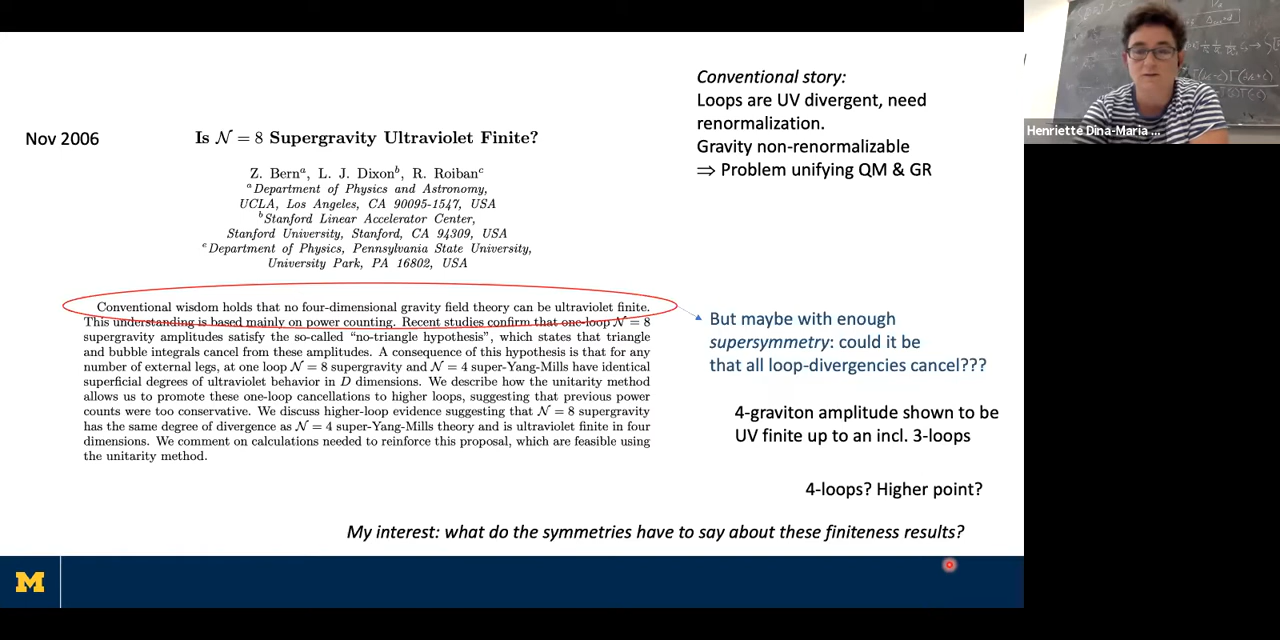 Nov 2006
Is N = 8 Supergravity Ultraviolet Finite?
Z. Bernᵃ, L. J. Dixonᵇ, R. Roibanᶜ
ᵃDepartment of Physics and Astronomy,
UCLA, Los Angeles, CA 90095-1547, USA
ᵇStanford Linear Accelerator Center,
Stanford University, Stanford, CA 94309, USA
ᶜDepartment of Physics, Pennsylvania State University,
University Park, PA 16802, USA
Conventional wisdom holds that no four-dimensional gravity field theory can be ultraviolet finite.
This understanding is based mainly on power counting. Recent studies confirm that one-loop N = 8
supergravity amplitudes satisfy the so-called “no-triangle hypothesis”, which states that triangle
and bubble integrals cancel from these amplitudes. A consequence of this hypothesis is that for any
number of external legs, at one loop N = 8 supergravity and N = 4 super-Yang-Mills have identical
superficial degrees of ultraviolet behavior in D dimensions. We describe how the unitarity method
allows us to promote these one-loop cancellations to higher loops, suggesting that previous power
counts were too conservative. We discuss higher-loop evidence suggesting that N = 8 supergravity
has the same degree of divergence as N = 4 super-Yang-Mills theory and is ultraviolet finite in four
dimensions. We comment on calculations needed to reinforce this proposal, which are feasible using
the unitarity method.
Conventional story:
Loops are UV divergent, need
renormalization.
Gravity non-renormalizable
⇒ Problem unifying QM & GR
But maybe with enough
supersymmetry: could it be
that all loop-divergencies cancel???
4-graviton amplitude shown to be
UV finite up to an incl. 3-loops
4-loops? Higher point?
My interest: what do the symmetries have to say about these finiteness results?
M
Henriette Dina-Maria ...